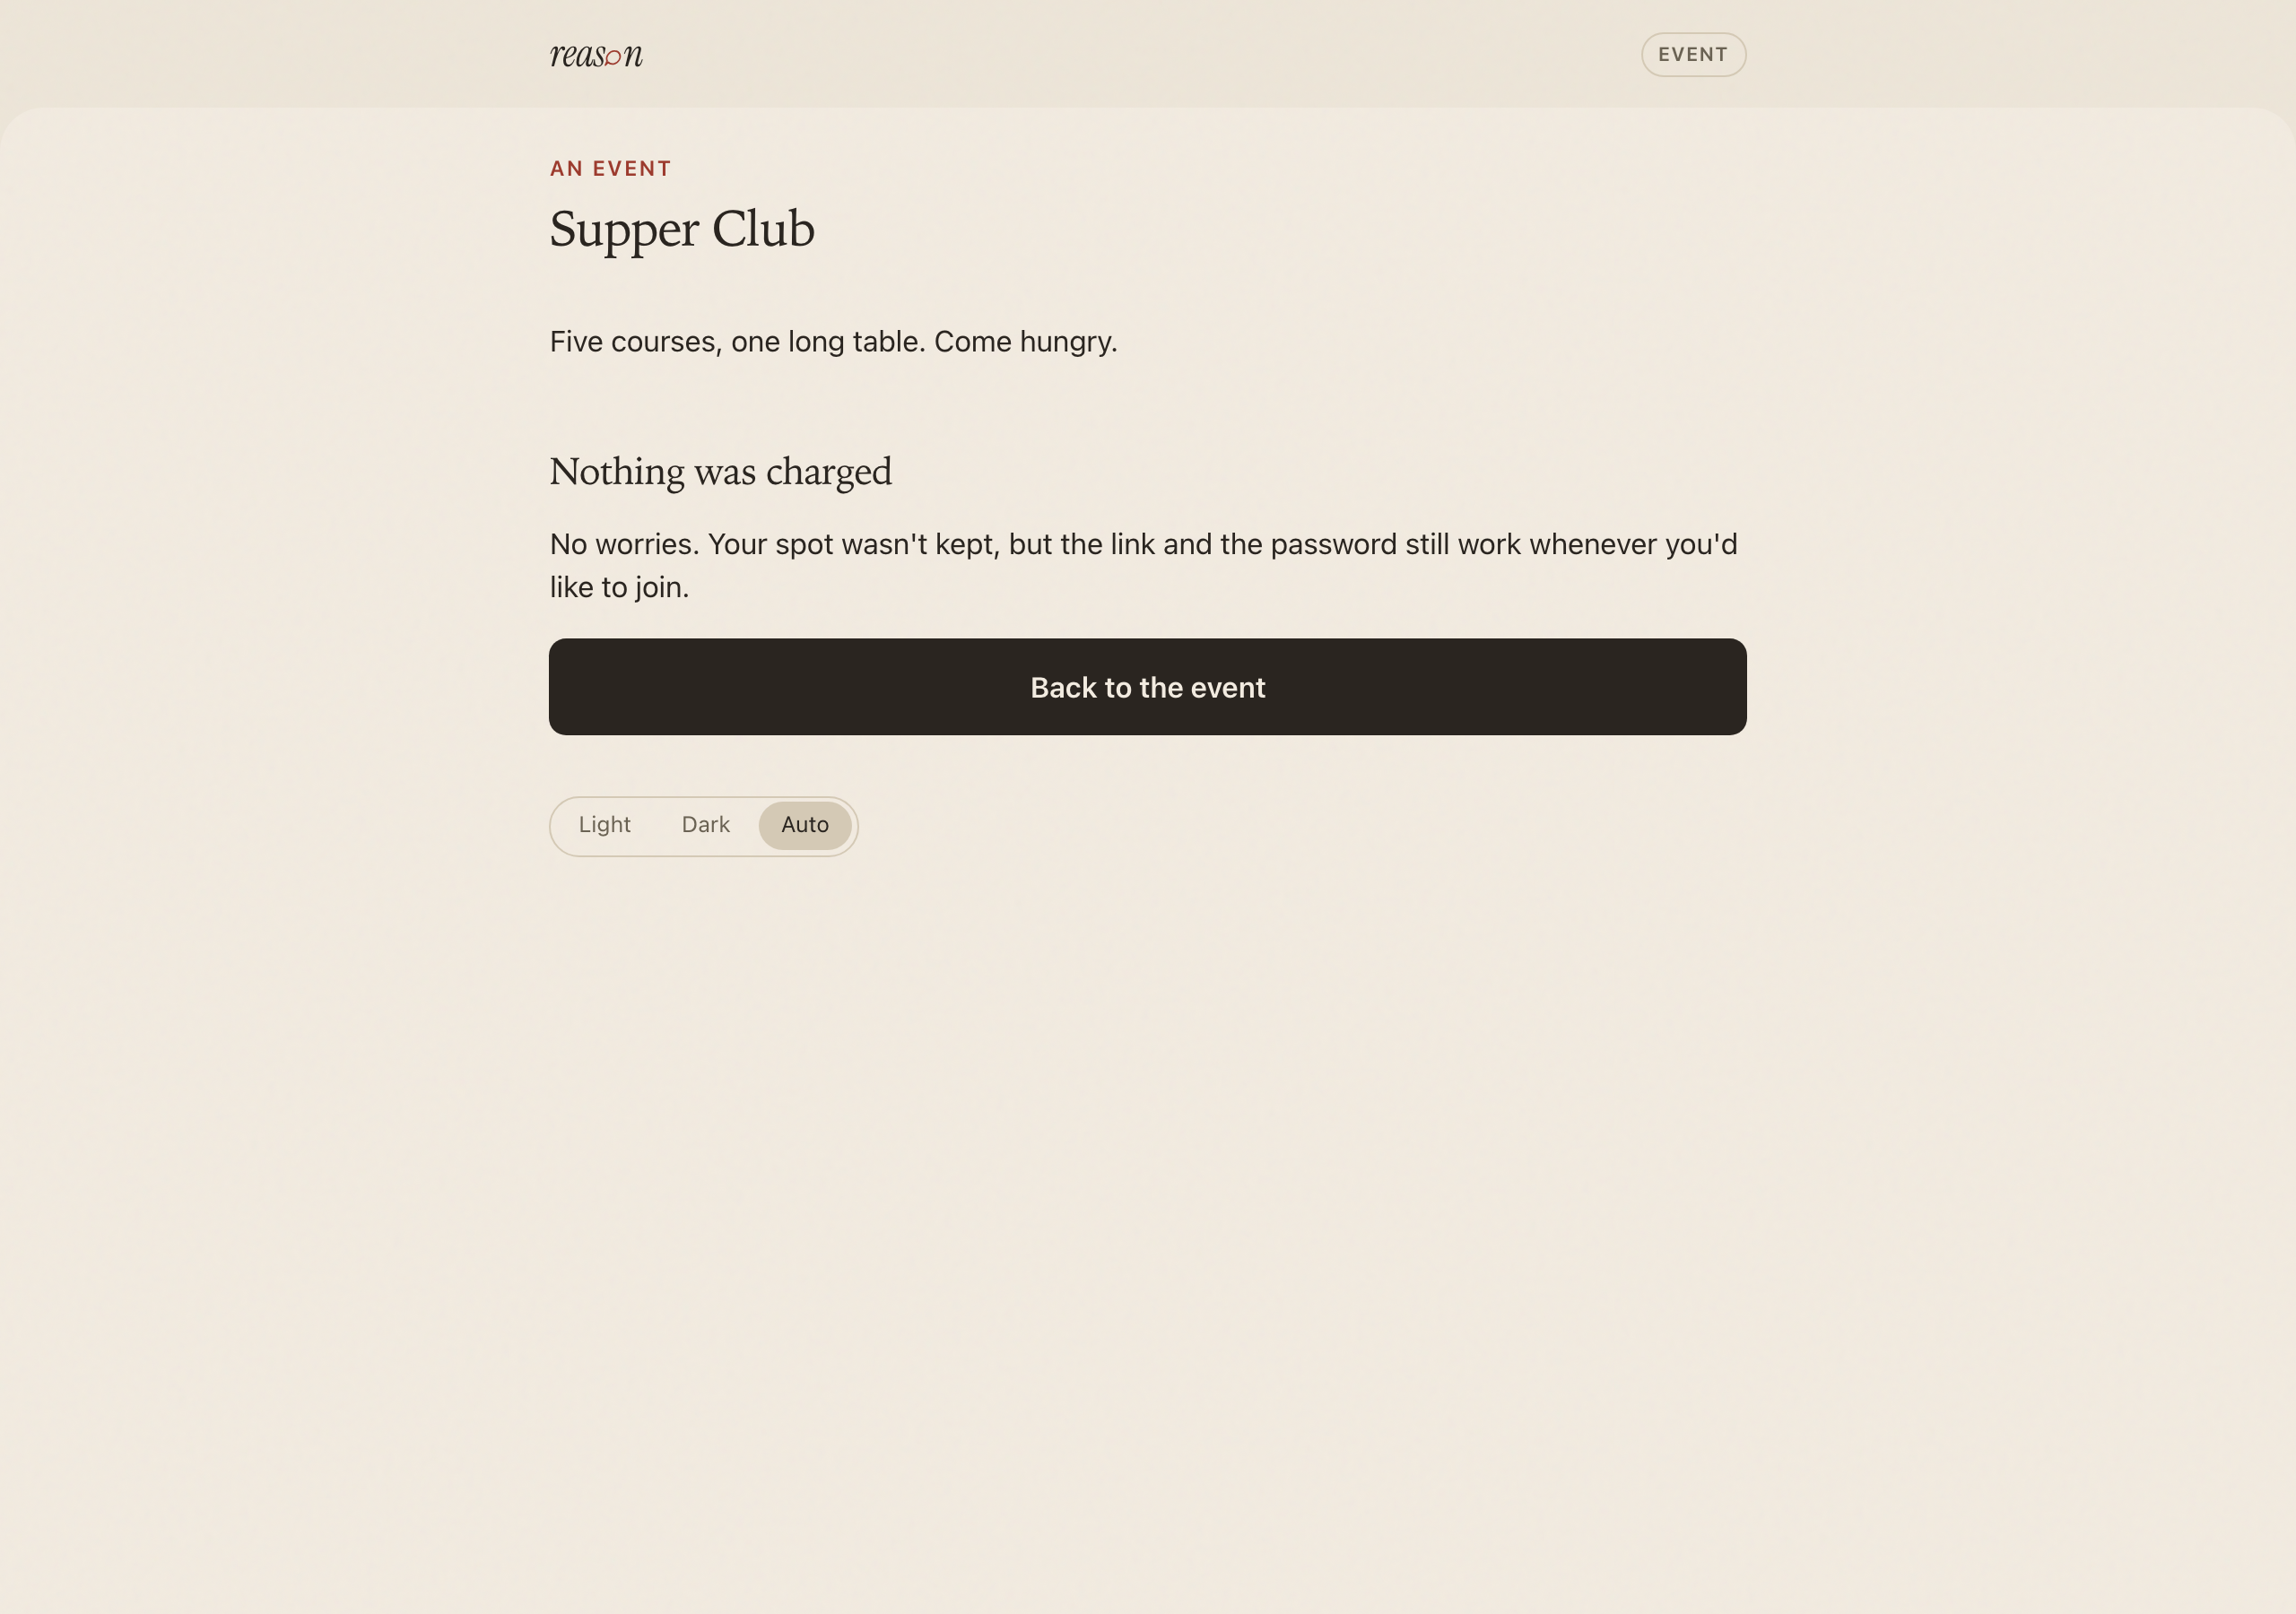 reason
EVENT
AN EVENT
Supper Club
Five courses, one long table. Come hungry.
Nothing was charged
No worries. Your spot wasn't kept, but the link and the password still work whenever you'd
like to join.
Back to the event
Light Dark Auto